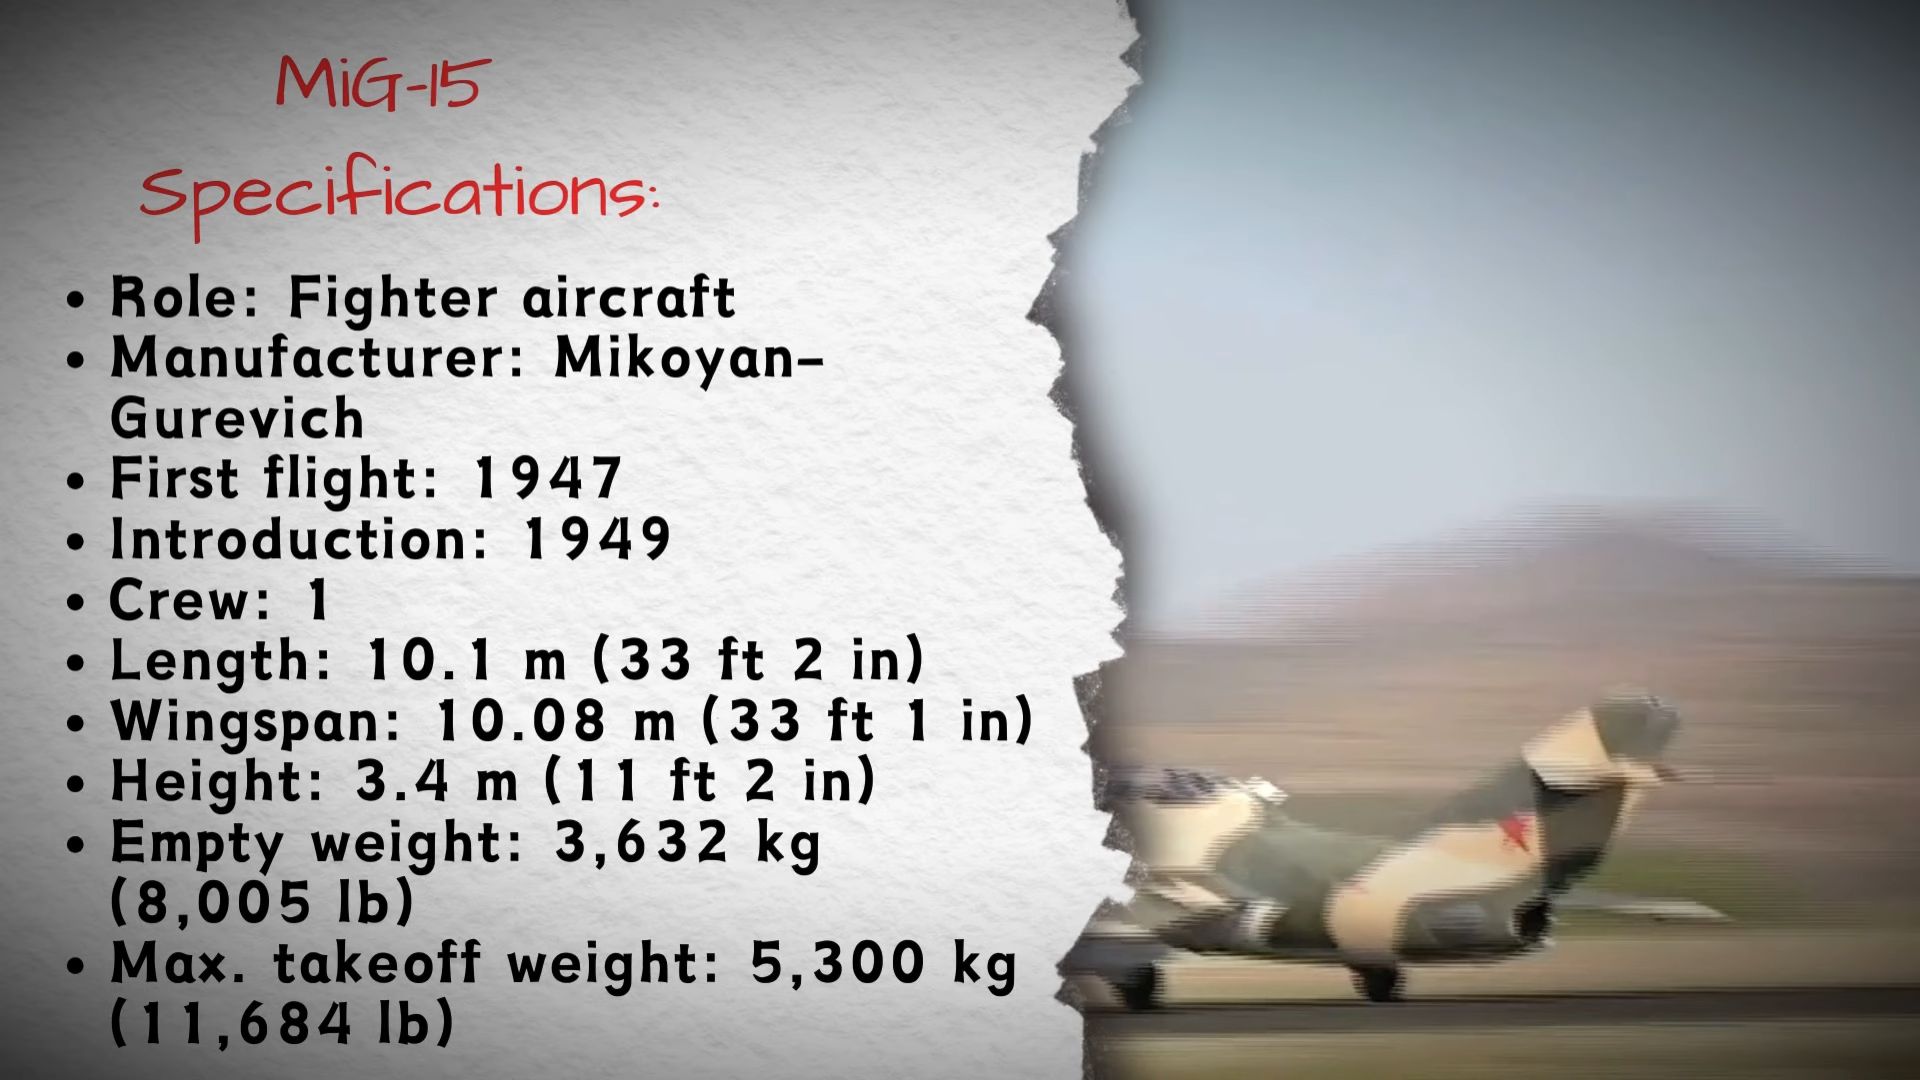 MiG-15
Specifications:
• Role: Fighter aircraft
• Manufacturer: Mikoyan-
Gurevich
• First flight: 1947
• Introduction: 1949
• Crew: 1
• Length: 10.1 m (33 ft 2 in)
• Wingspan: 10.08 m (33 ft 1 in)
• Height: 3.4 m (11 ft 2 in)
• Empty weight: 3,632 kg
(8,005 lb)
• Max. takeoff weight: 5,300 kg
(11,684 lb)